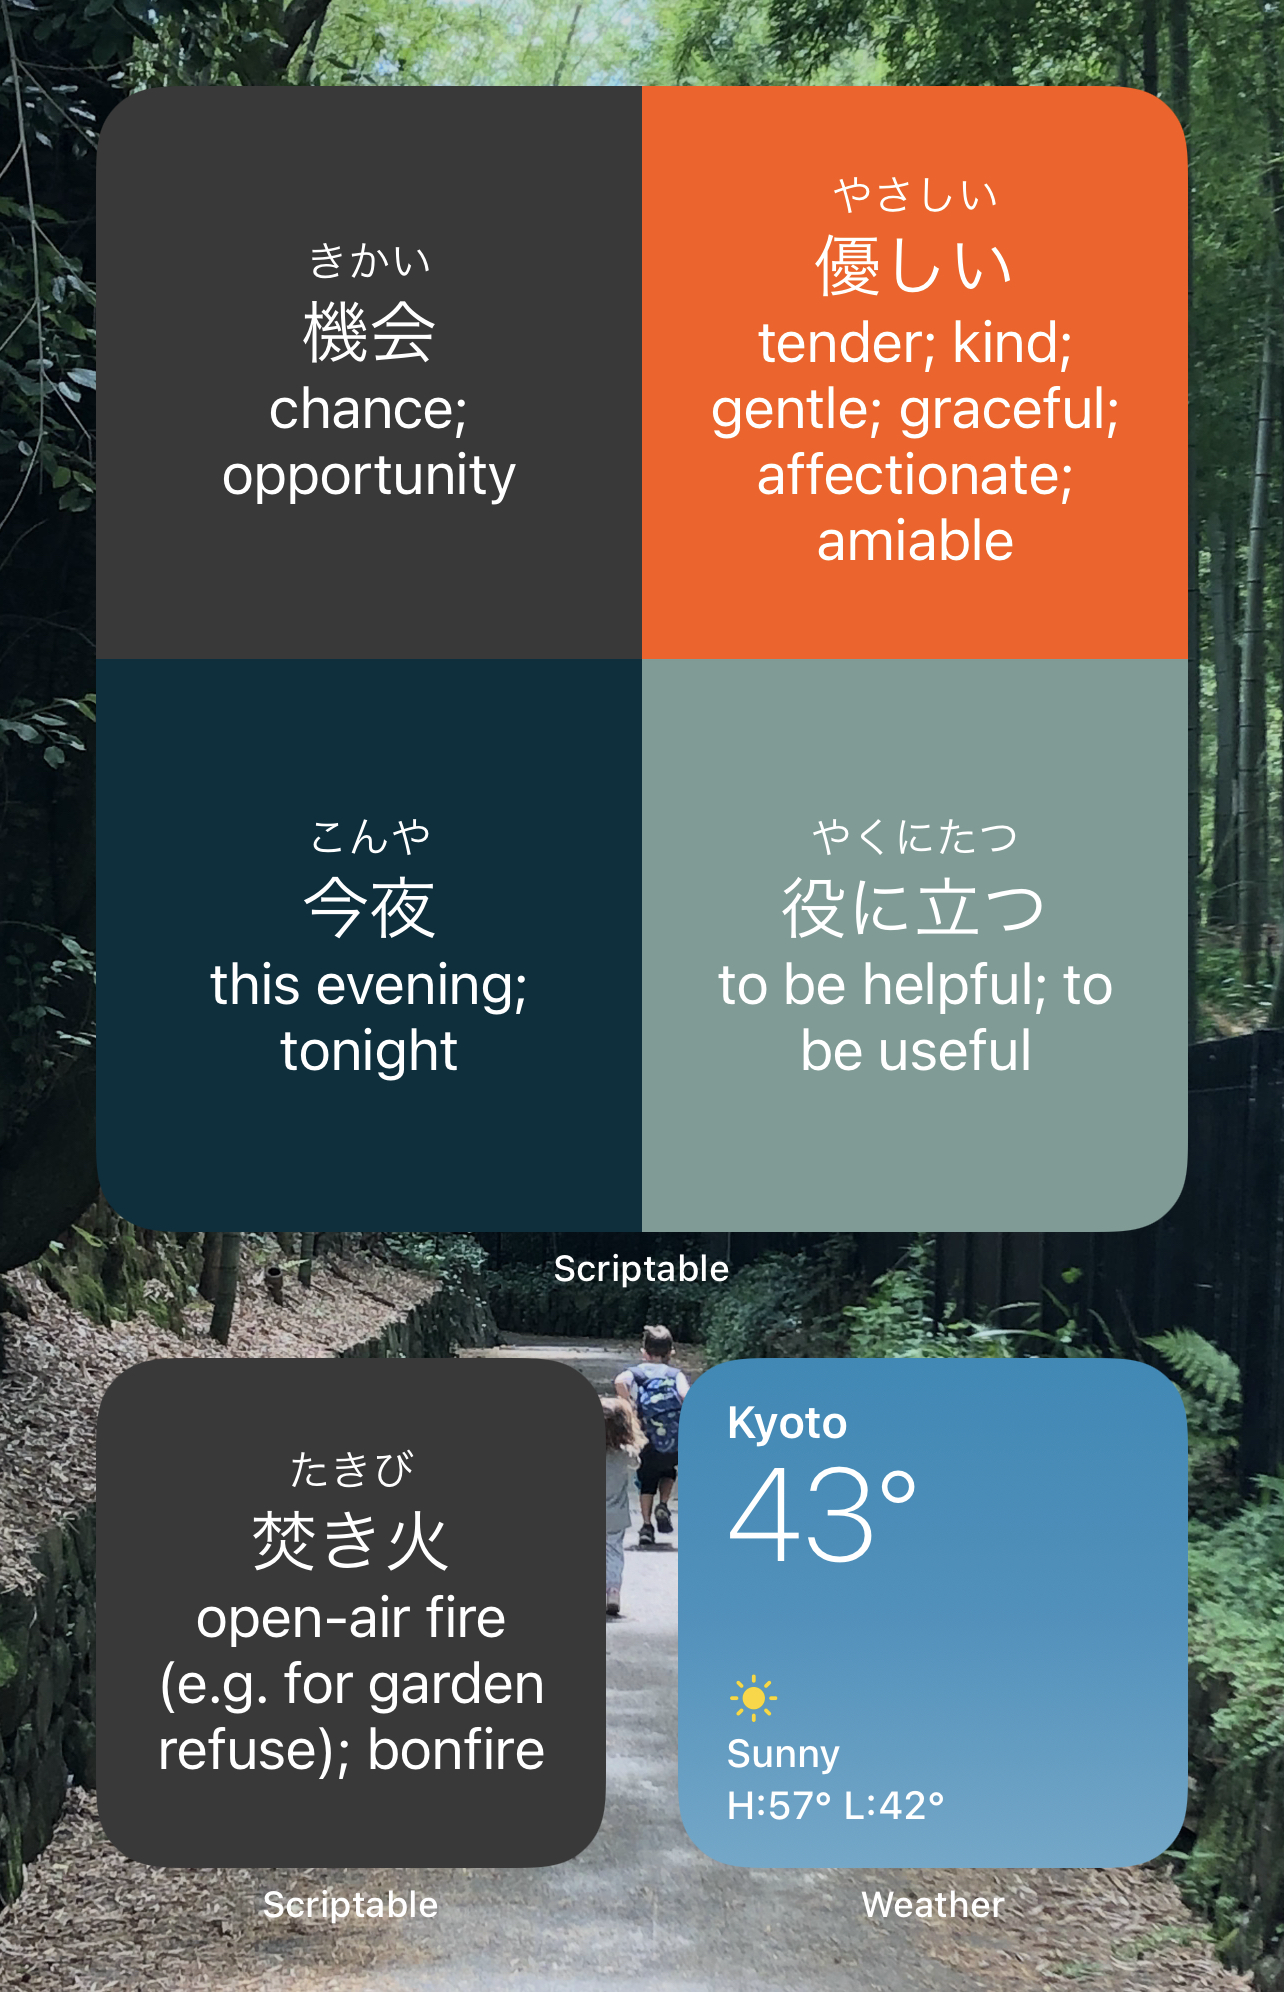 きかい
機会
chance;
opportunity
やさしい
優しい
tender; kind;
gentle; graceful;
affectionate;
amiable
こんや
今夜
this evening;
tonight
やくにたつ
役に立つ
to be helpful; to
be useful
Scriptable
たきび
焚き火
open-air fire
(e.g. for garden
refuse); bonfire
Scriptable
Kyoto
43°
Sunny
H:57° L:42°
Weather